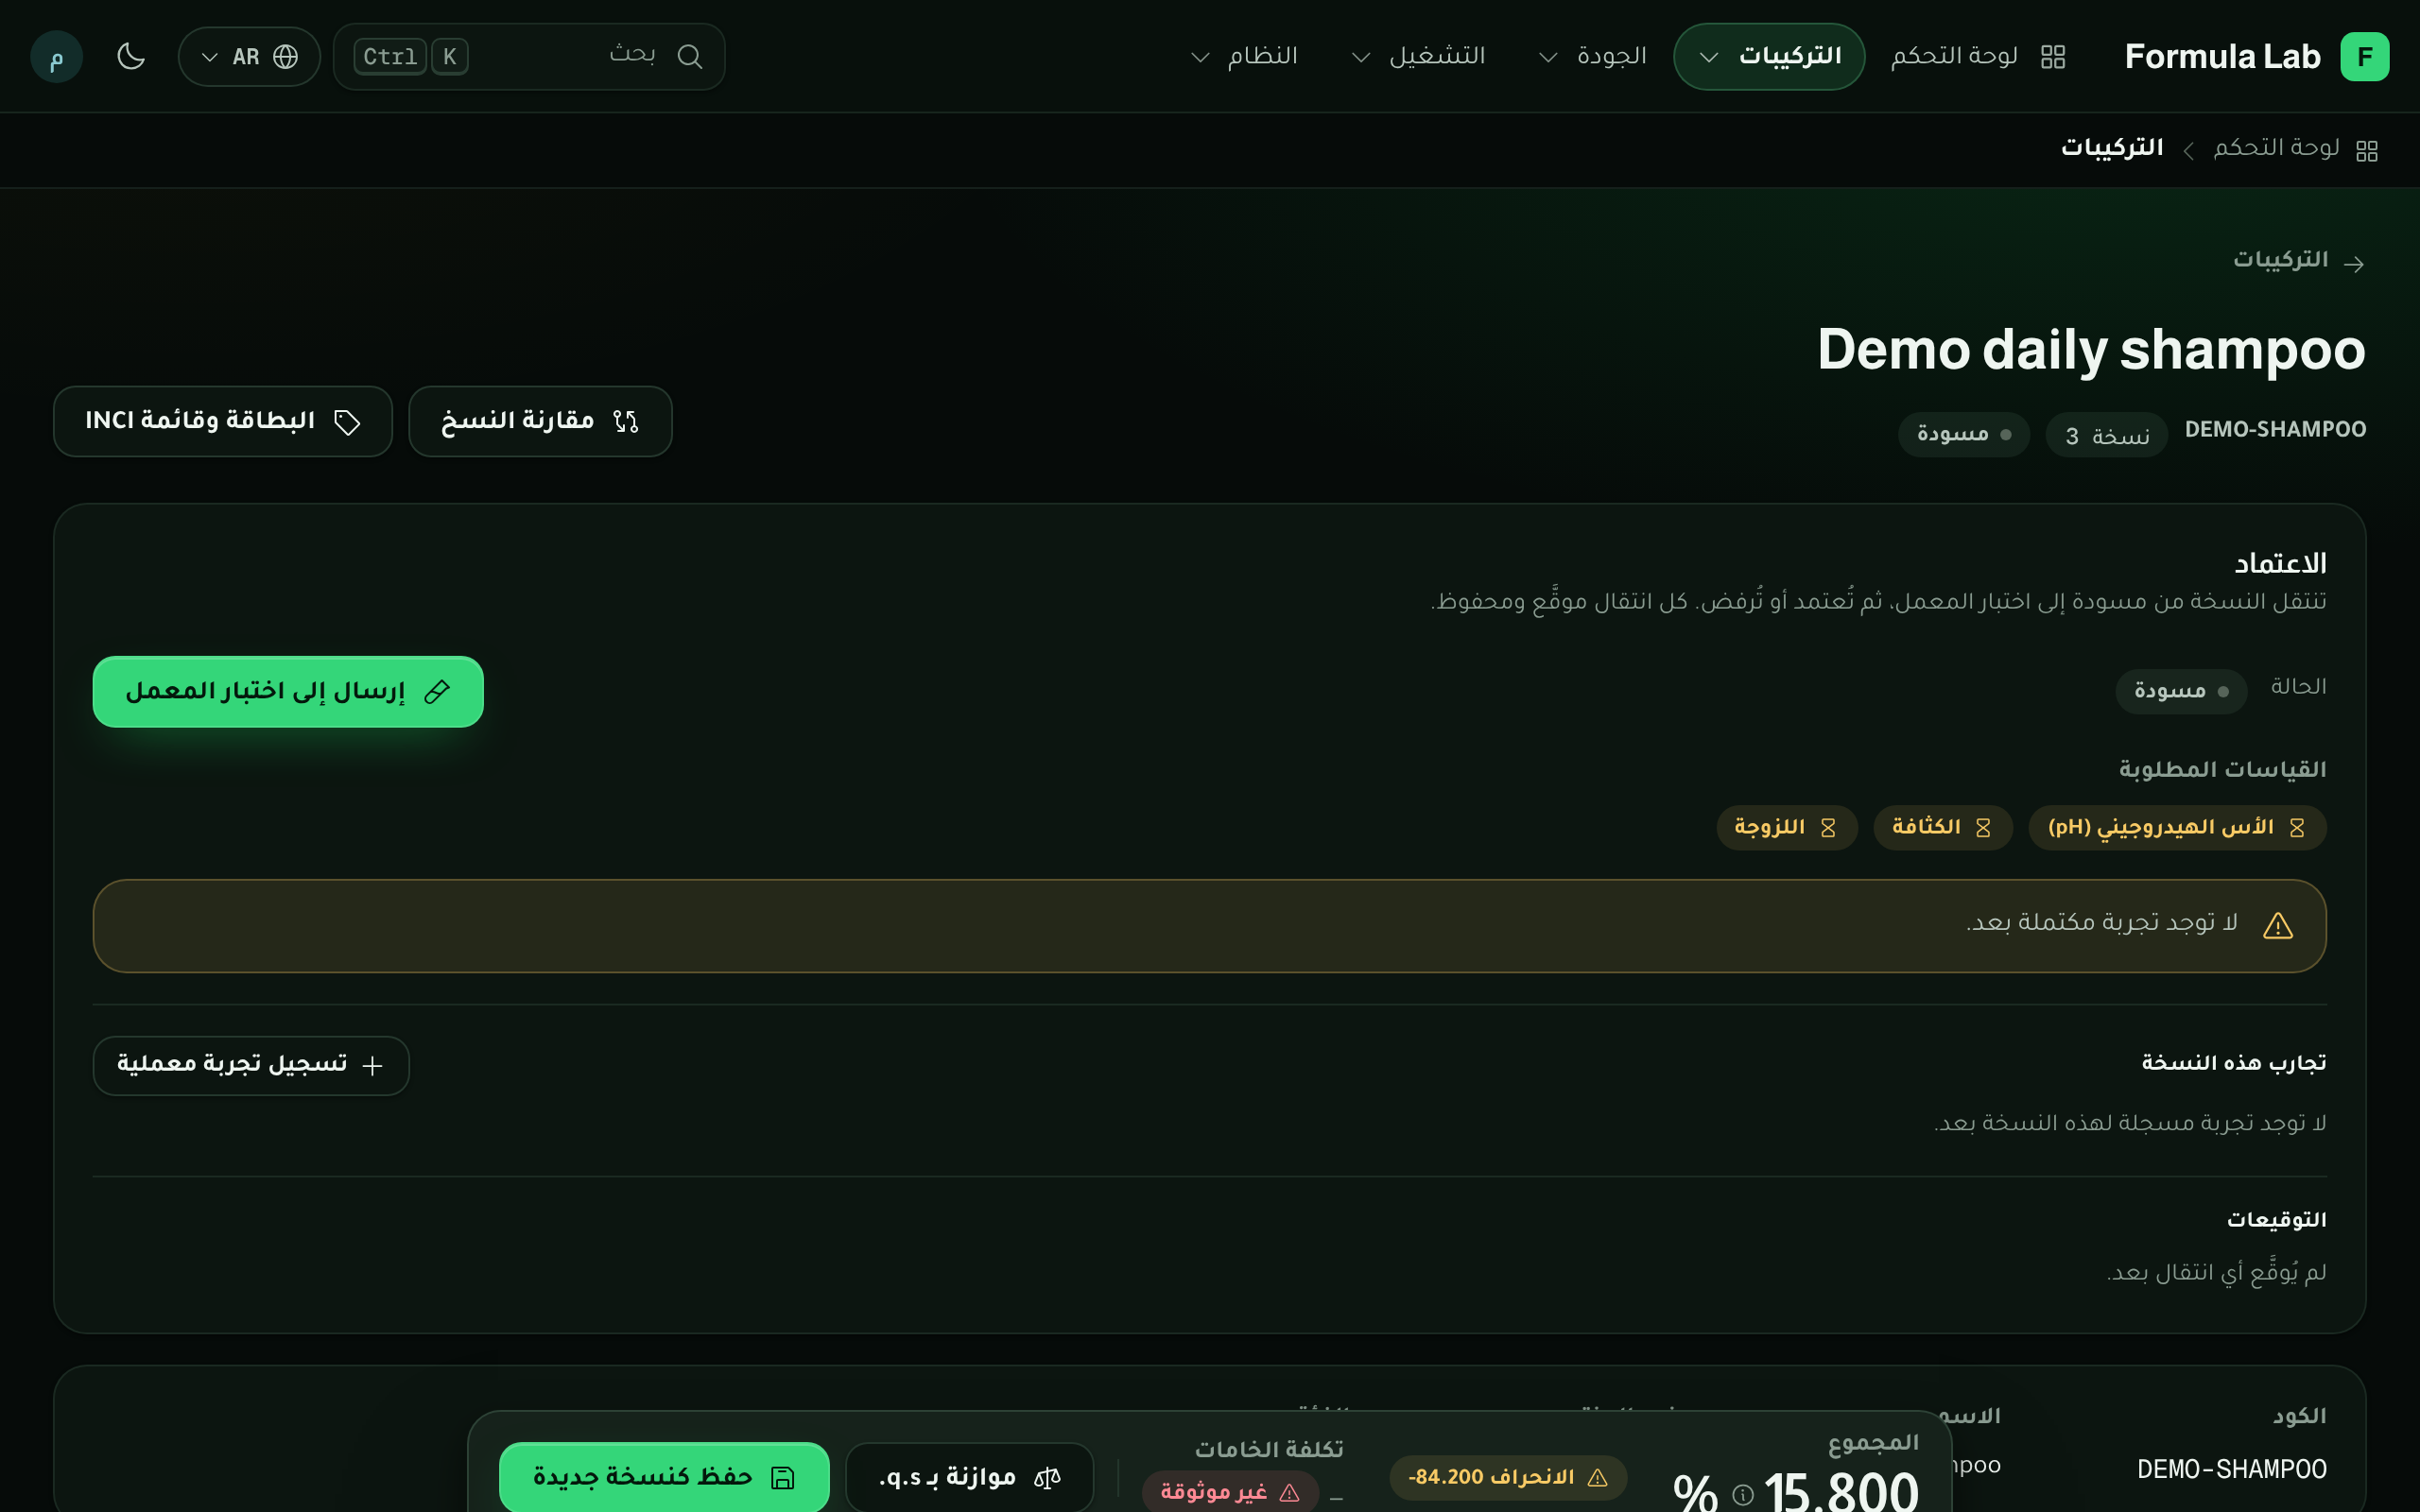 F Formula Lab لوحة التحكم التركيبات الجودة التشغيل النظام بحث Ctrl K AR م
لوحة التحكم التركيبات
التركيبات
Demo daily shampoo
DEMO-SHAMPOO نسخة 3 مسودة
مقارنة النسخ البطاقة وقائمة INCI
الاعتماد
تنتقل النسخة من مسودة إلى اختبار المعمل، ثم تُعتمد أو تُرفض. كل انتقال موقَّع ومحفوظ.
الحالة مسودة
إرسال إلى اختبار المعمل
القياسات المطلوبة
الأس الهيدروجيني (pH) الكثافة اللزوجة
لا توجد تجربة مكتملة بعد.
تجارب هذه النسخة
تسجيل تجربة معملية
لا توجد تجربة مسجلة لهذه النسخة بعد.
التوقيعات
لم يُوقَّع أي انتقال بعد.
الكود الاسم
DEMO-SHAMPOO
المجموع
15.800 %
الانحراف 84.200-
تكلفة الخامات
– غير موثوقة
موازنة بـ q.s.
حفظ كنسخة جديدة